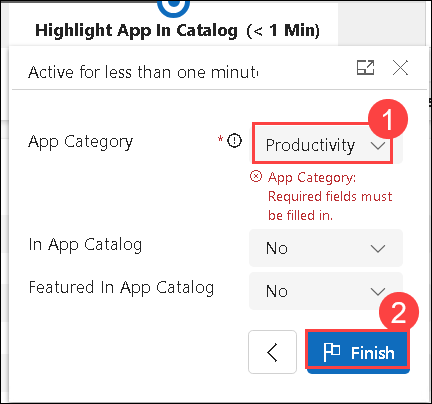 Highlight App In Catalog (< 1 Min)
Active for less than one minut
1
App Category * Productivity
App Category:
Required fields must
be filled in.
In App Catalog No
Featured In App Catalog No
2
Finish